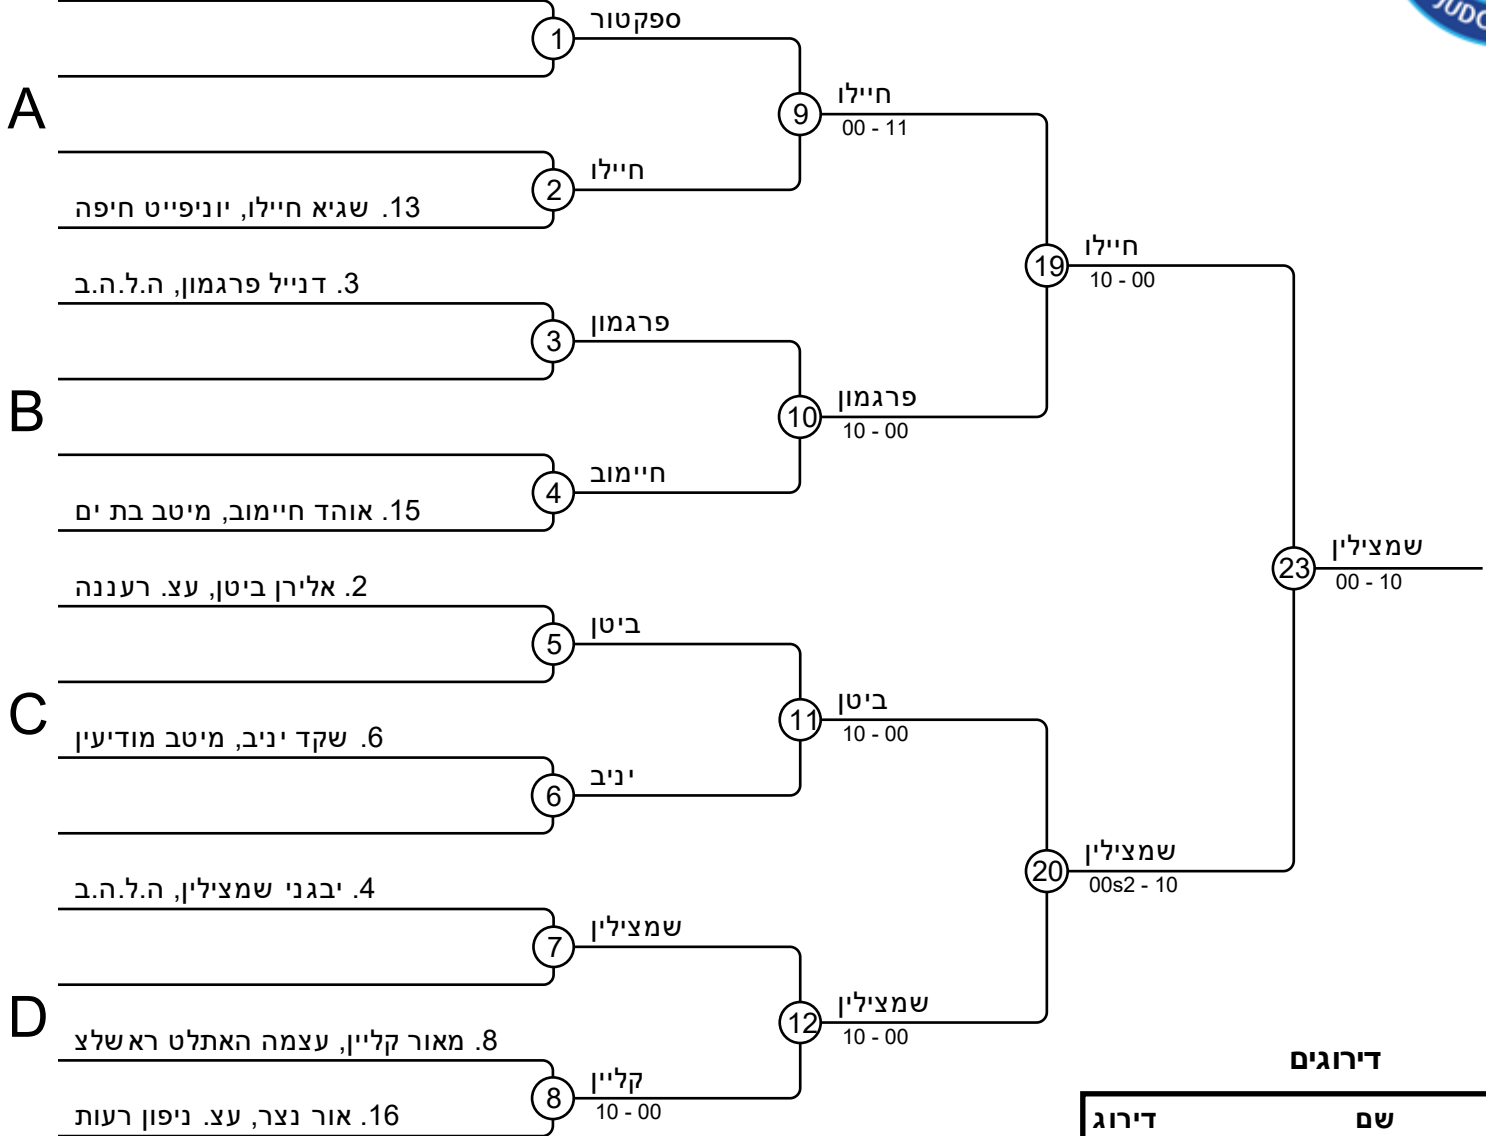 JUDO
ספקטור
1
A
חיילו
00 - 11
9
חיילו
2
13. שגיא חיילו, יוניפייט חיפה
חיילו
10 - 00
19
3. דנייל פרגמון, ה.ל.ה.ב
פרגמון
3
B
פרגמון
10 - 00
10
חיימוב
4
15. אוהד חיימוב, מיטב בת ים
שמצילין
00 - 10
23
2. אלירן ביטן, עצ. רעננה
ביטן
5
C
ביטן
10 - 00
11
6. שקד יניב, מיטב מודיעין
יניב
6
שמצילין
00s2 - 10
20
4. יבגני שמצילין, ה.ל.ה.ב
שמצילין
7
D
שמצילין
10 - 00
12
8. מאור קליין, עצמה האתלט ראשלצ
קליין
10 - 00
8
16. אור נצר, עצ. ניפון רעות
דירוגים
שם דירוג